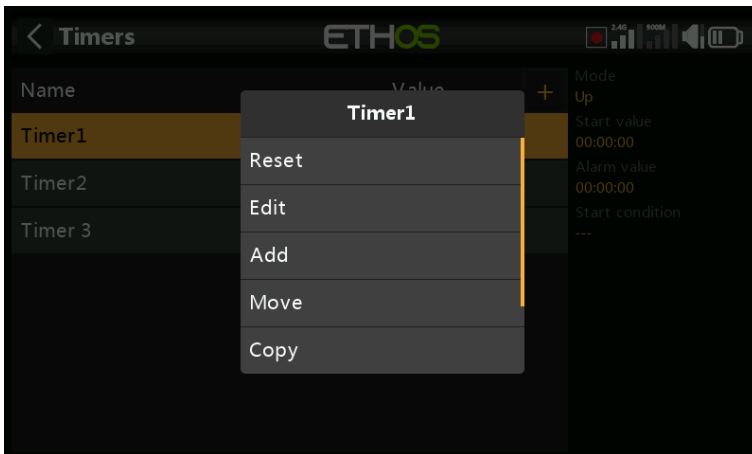 Timers
ETHOS
2.4G
900M
Name
Value
+
Timer1
Timer2
Timer 3
Timer1
Reset
Edit
Add
Move
Copy
Mode
Up
Start value
00:00:00
Alarm value
00:00:00
Start condition
---